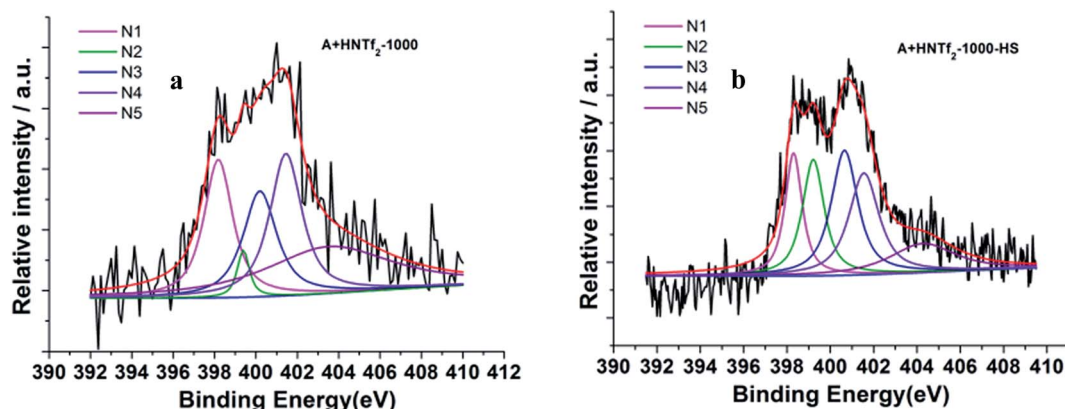 N1
N2
N3
N4
N5
a
A+HNTf₂-1000
Relative intensity / a.u.
390 392 394 396 398 400 402 404 406 408 410 412
Binding Energy(eV)
N1
N2
N3
N4
N5
b
A+HNTf₂-1000-HS
Relative intensity / a.u.
390 392 394 396 398 400 402 404 406 408 410
Binding Energy(eV)